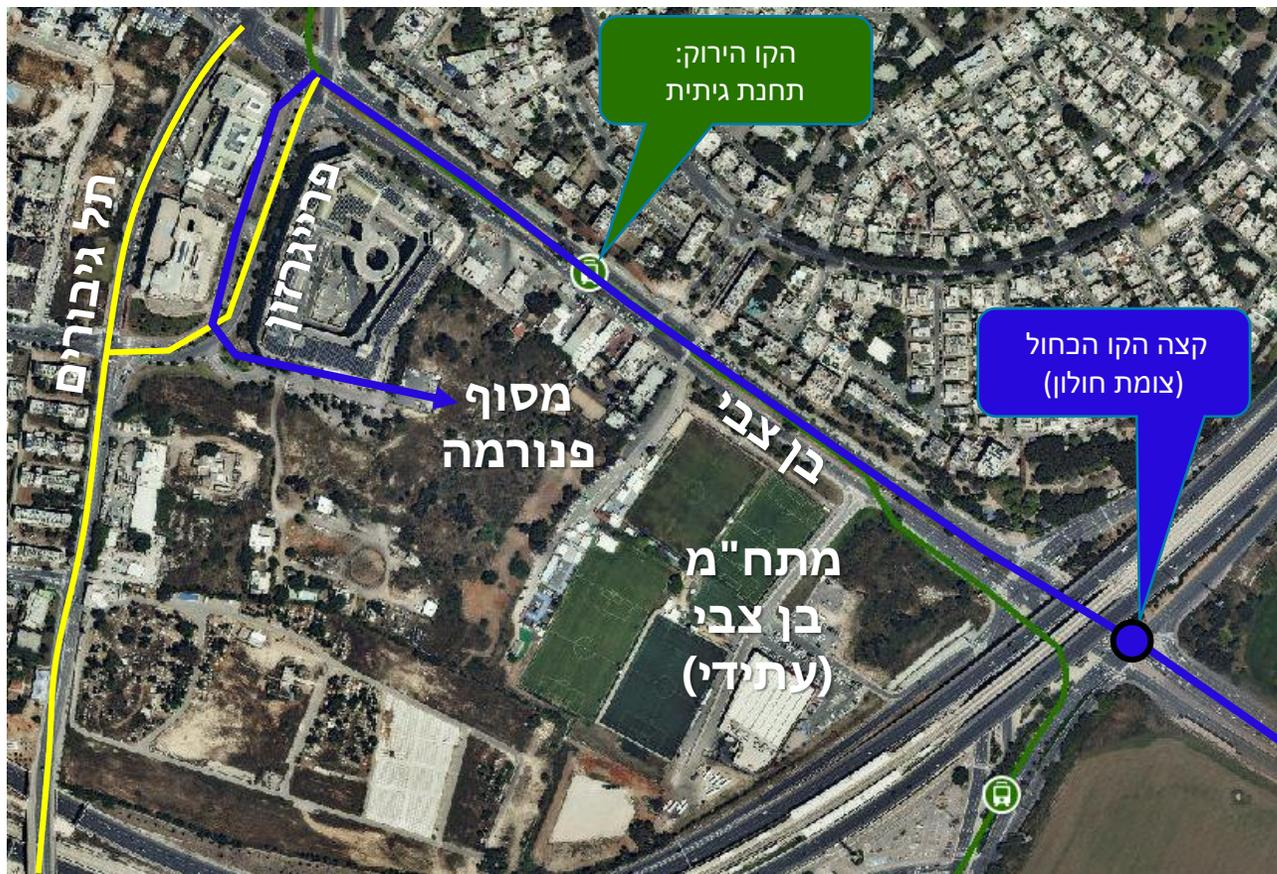 הקו הירוק:
תחנת גיתית
תל גיבורים
פרייגרזון
קצה הקו הכחול
(צומת חולון)
מסוף
פנורמה
בן צבי
מתח"מ
בן צבי
(עתידי)